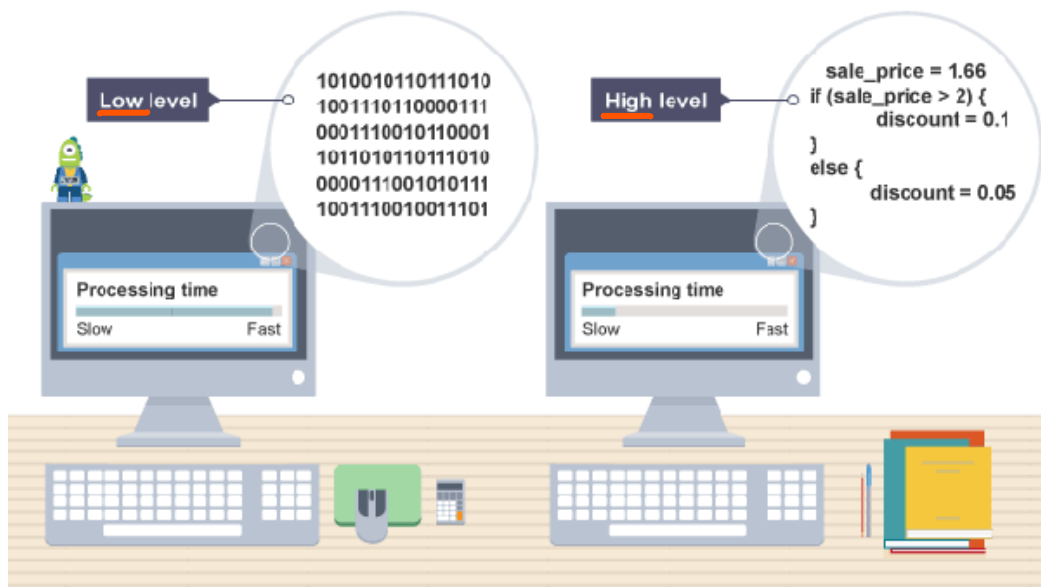 Low level
1010010110111010
1001110110000111
0001110010110001
1011010110111010
0000111001010111
1001110010011101
Processing time
Slow Fast
High level
sale_price = 1.66
if (sale_price > 2) {
discount = 0.1
}
else {
discount = 0.05
}
Processing time
Slow Fast